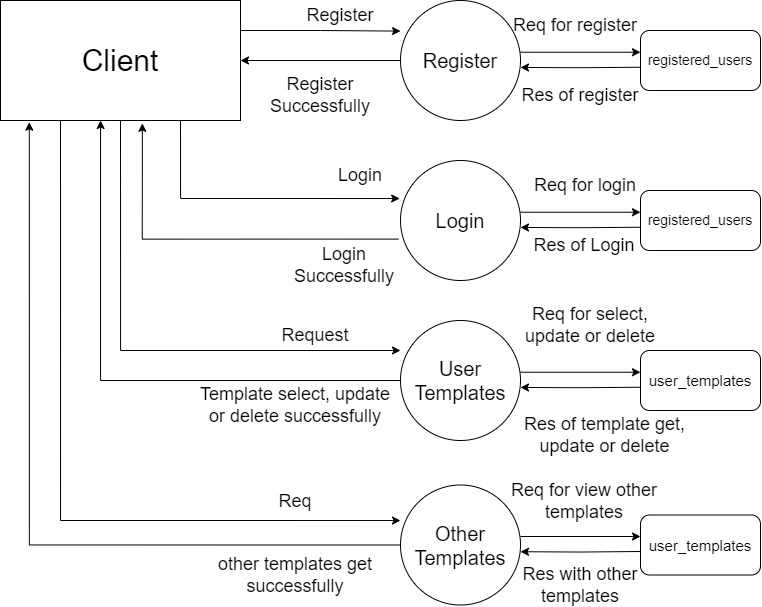 Client
Register
Register
Successfully
Register
Req for register
Res of register
registered_users
Login
Login
Successfully
Login
Req for login
Res of Login
registered_users
Request
Template select, update
or delete successfully
User
Templates
Req for select,
update or delete
Res of template get,
update or delete
user_templates
Req
other templates get
successfully
Other
Templates
Req for view other
templates
Res with other
templates
user_templates